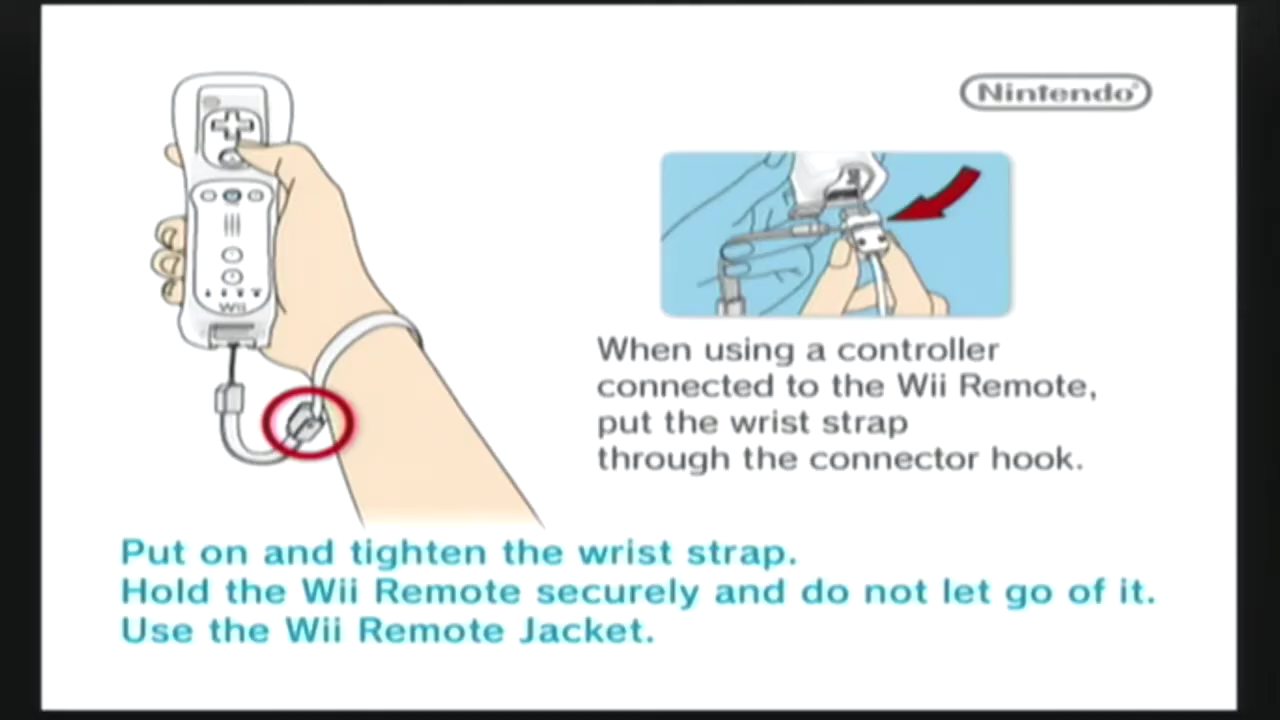 Nintendo
Wii
When using a controller
connected to the Wii Remote,
put the wrist strap
through the connector hook.
Put on and tighten the wrist strap.
Hold the Wii Remote securely and do not let go of it.
Use the Wii Remote Jacket.